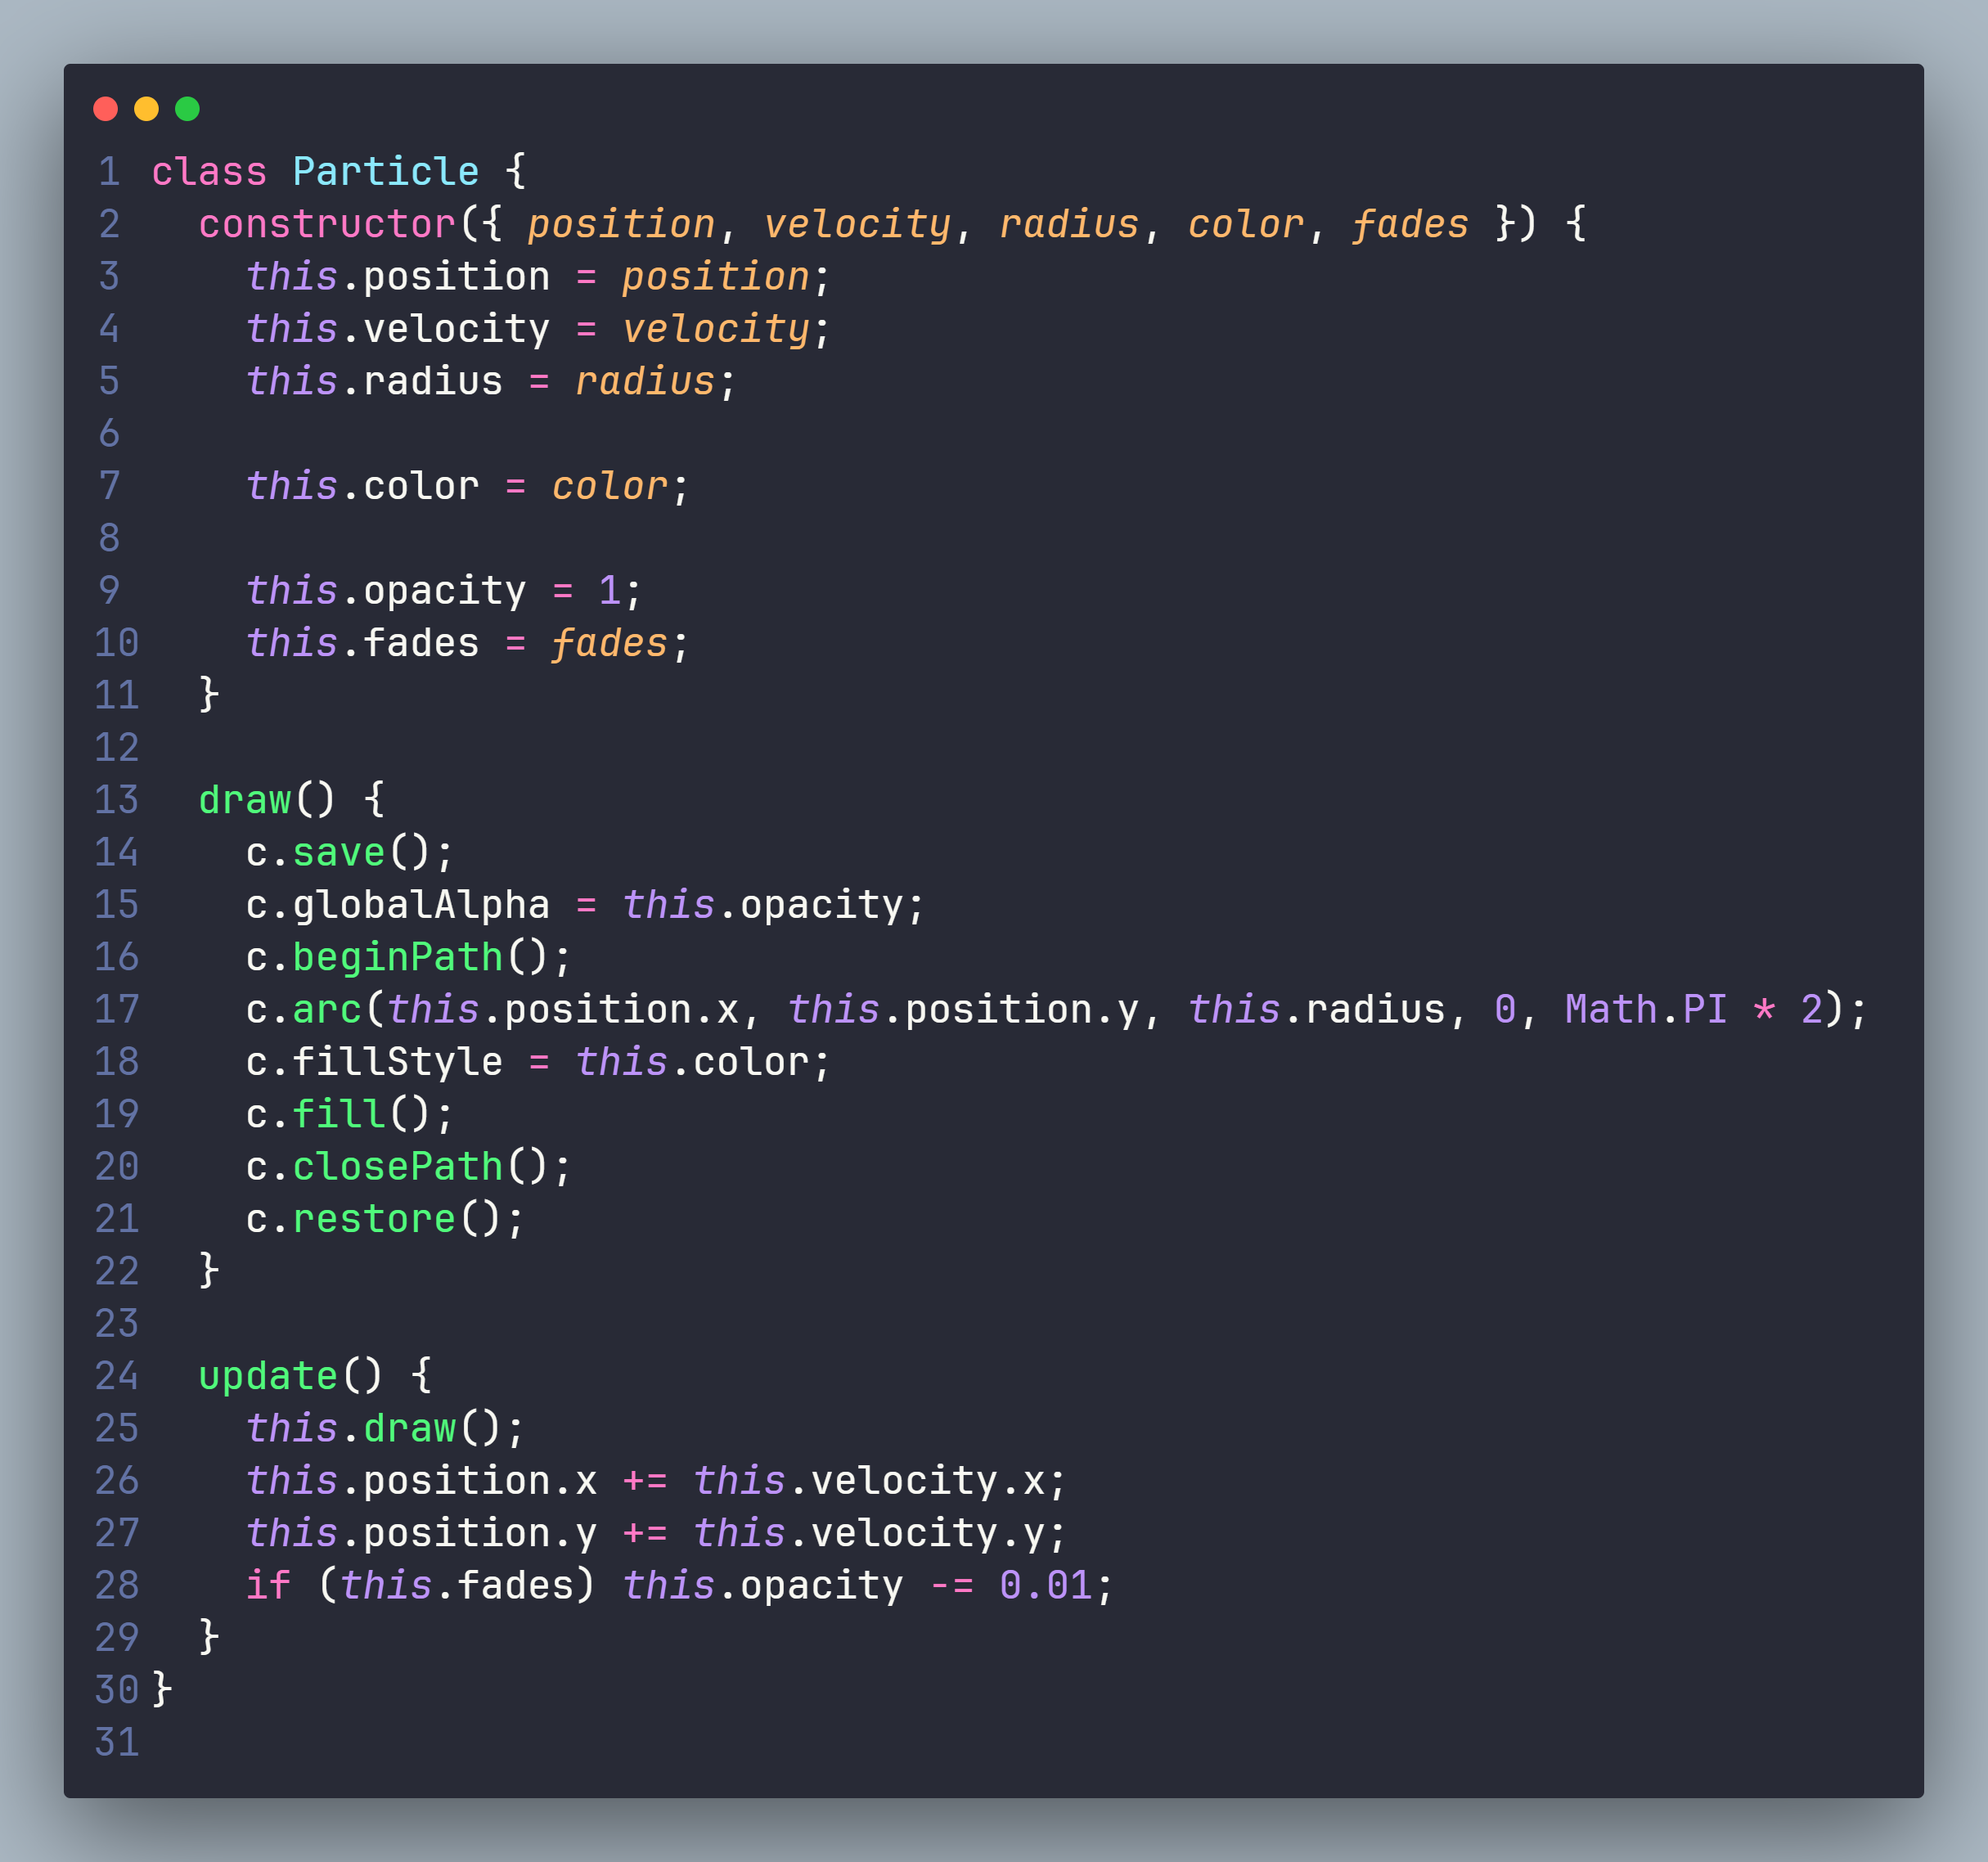 1 class Particle {
2   constructor({ position, velocity, radius, color, fades }) {
3     this.position = position;
4     this.velocity = velocity;
5     this.radius = radius;
6
7     this.color = color;
8
9     this.opacity = 1;
10     this.fades = fades;
11   }
12
13   draw() {
14     c.save();
15     c.globalAlpha = this.opacity;
16     c.beginPath();
17     c.arc(this.position.x, this.position.y, this.radius, 0, Math.PI * 2);
18     c.fillStyle = this.color;
19     c.fill();
20     c.closePath();
21     c.restore();
22   }
23
24   update() {
25     this.draw();
26     this.position.x += this.velocity.x;
27     this.position.y += this.velocity.y;
28     if (this.fades) this.opacity -= 0.01;
29   }
30 }
31